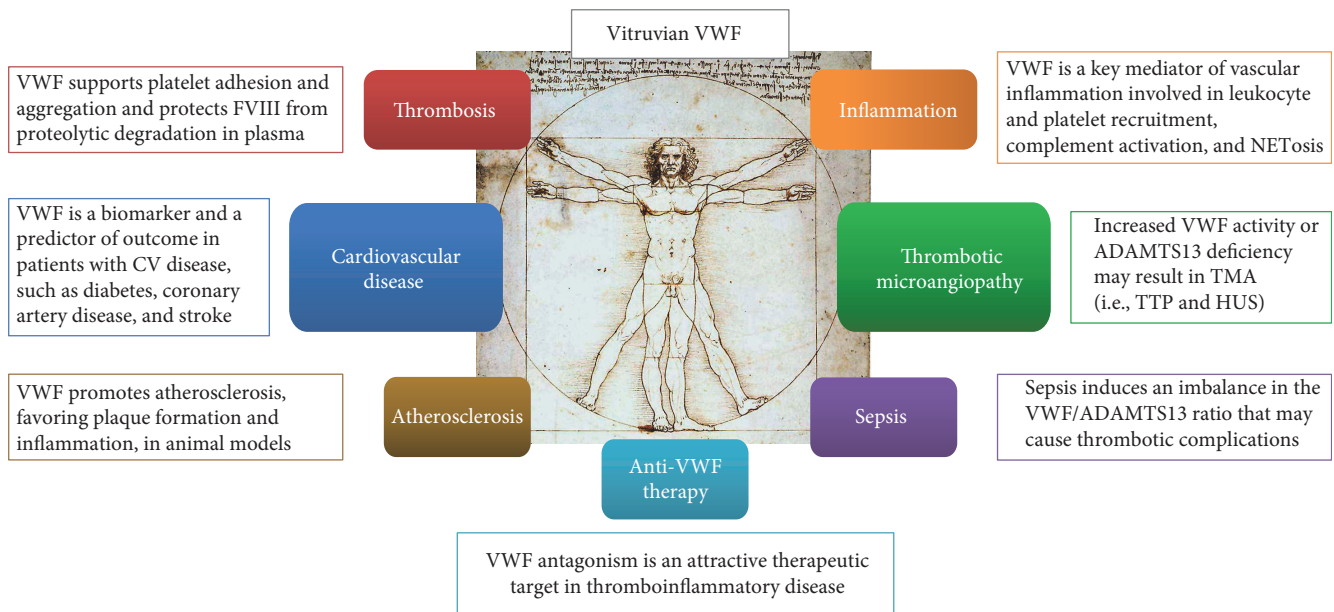 Vitruvian VWF
VWF supports platelet adhesion and
aggregation and protects FVIII from
proteolytic degradation in plasma
Thrombosis
Inflammation
VWF is a key mediator of vascular
inflammation involved in leukocyte
and platelet recruitment,
complement activation, and NETosis
VWF is a biomarker and a
predictor of outcome in
patients with CV disease,
such as diabetes, coronary
artery disease, and stroke
Cardiovascular
disease
Thrombotic
microangiopathy
Increased VWF activity or
ADAMTS13 deficiency
may result in TMA
(i.e., TTP and HUS)
VWF promotes atherosclerosis,
favoring plaque formation and
inflammation, in animal models
Atherosclerosis
Sepsis
Sepsis induces an imbalance in the
VWF/ADAMTS13 ratio that may
cause thrombotic complications
Anti-VWF
therapy
VWF antagonism is an attractive therapeutic
target in thromboinflammatory disease